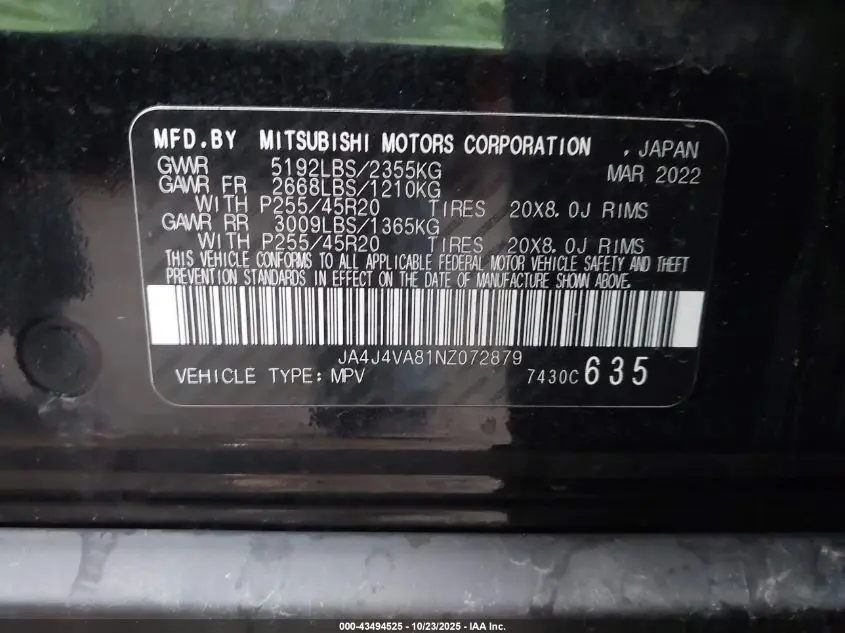 MFD.BY MITSUBISHI MOTORS CORPORATION , JAPAN
GVWR 5192LBS/2355KG MAR 2022
GAWR FR 2668LBS/1210KG
WITH P255/45R20 TIRES 20X8.0J RIMS
GAWR RR 3009LBS/1365KG
WITH P255/45R20 TIRES 20X8.0J RIMS
THIS VEHICLE CONFORMS TO ALL APPLICABLE FEDERAL MOTOR VEHICLE SAFETY AND THEFT
PREVENTION STANDARDS IN EFFECT ON THE DATE OF MANUFACTURE SHOWN ABOVE.
JA4J4VA81NZ072879
VEHICLE TYPE: MPV 7430C 635
000-43494525 | 10/23/2025 | IAA Inc.